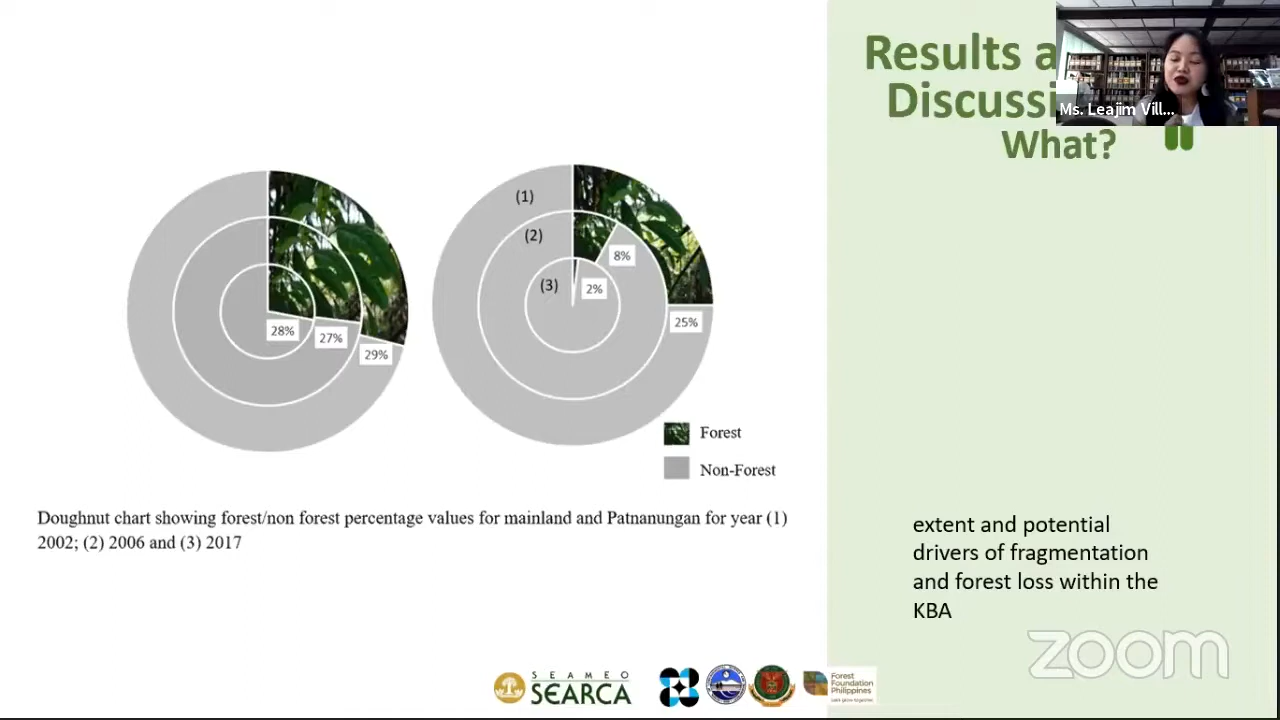 Results a
Discussi
What?
Ms. Leajim Vill...
(1)
(2)
(3)
28%
27%
29%
8%
2%
25%
Forest
Non-Forest
Doughnut chart showing forest/non forest percentage values for mainland and Patnanungan for year (1)
2002; (2) 2006 and (3) 2017
extent and potential
drivers of fragmentation
and forest loss within the
KBA
zoom
SEAMEO
SEARCA
Forest
Foundation
Philippines